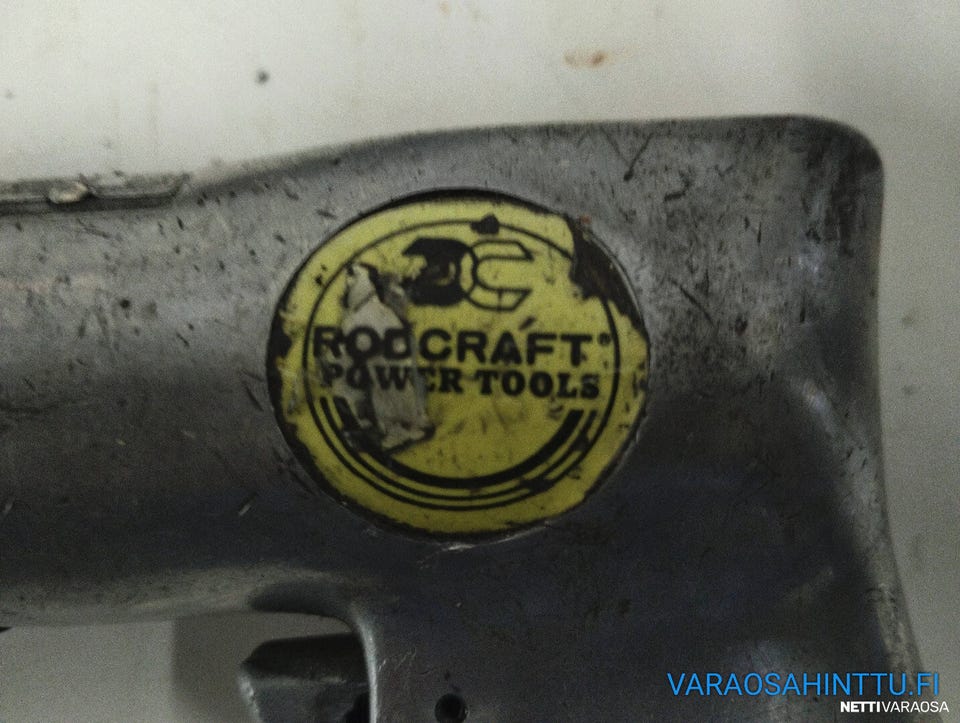 RODCRAFT®
POWER TOOLS
VARAOSAHINTTU.FI
NETTIVARAOSA